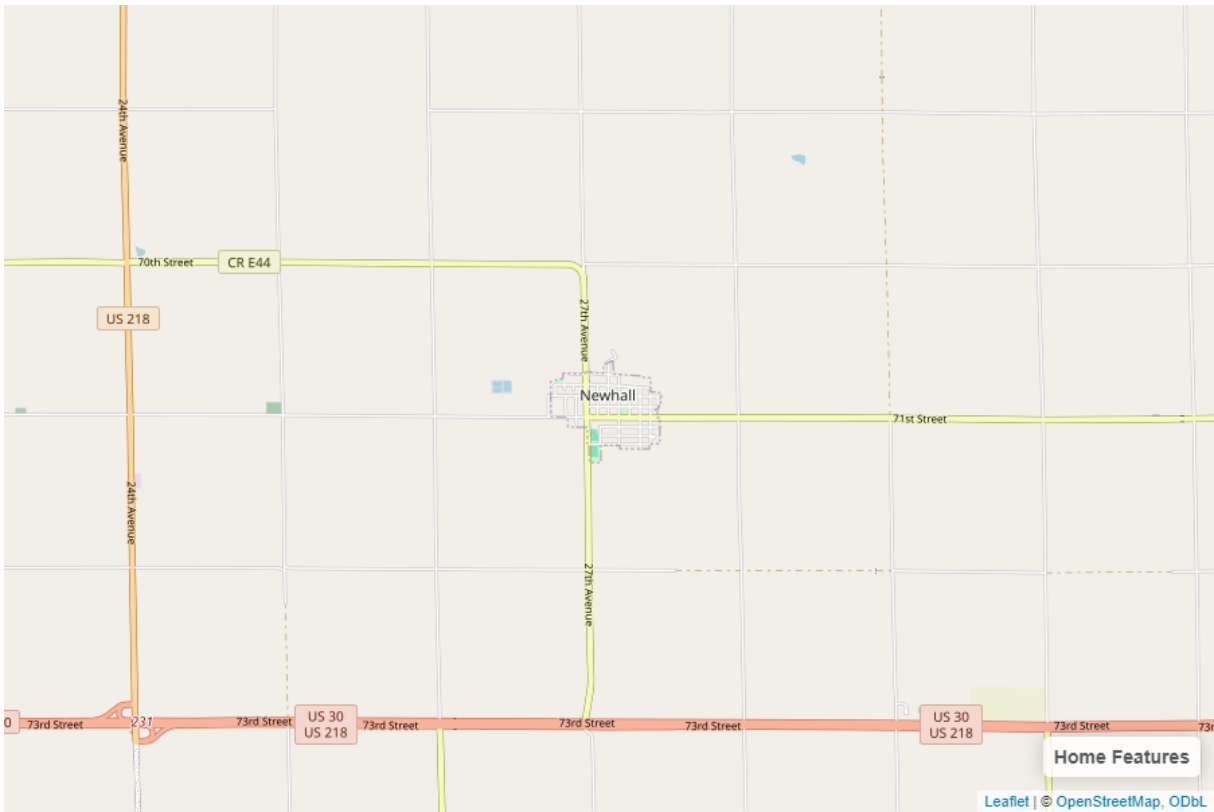 24th Avenue
70th Street
CR E44
US 218
27th Avenue
Newhall
71st Street
24th Avenue
27th Avenue
0
73rd Street
231
73rd Street
US 30
US 218
73rd Street
73rd Street
73rd Street
US 30
US 218
73rd Street
73r
Home Features
Leaflet | © OpenStreetMap, ODbL